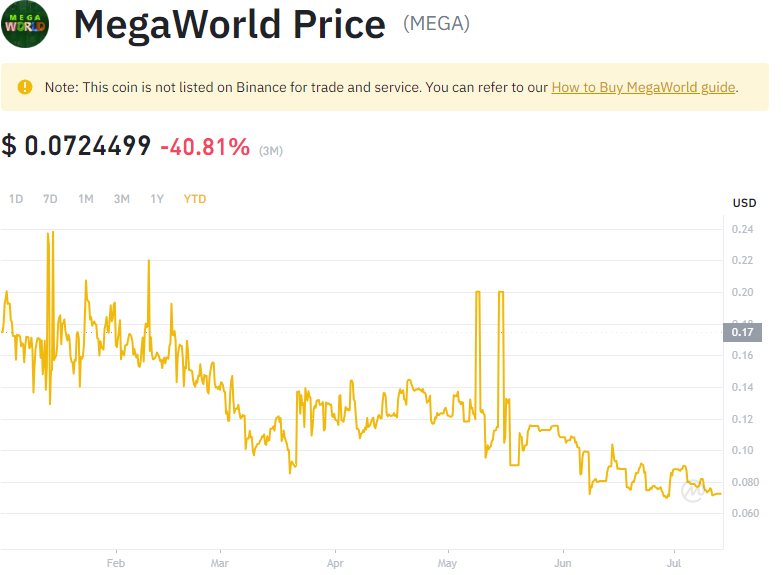 MEGA
WORLD
MegaWorld Price (MEGA)
Note: This coin is not listed on Binance for trade and service. You can refer to our How to Buy MegaWorld guide.
$ 0.0724499 -40.81% (3M)
1D 7D 1M 3M 1Y YTD
USD
0.24
0.22
0.20
0.18
0.17
0.16
0.14
0.12
0.10
0.080
0.060
Feb Mar Apr May Jun Jul